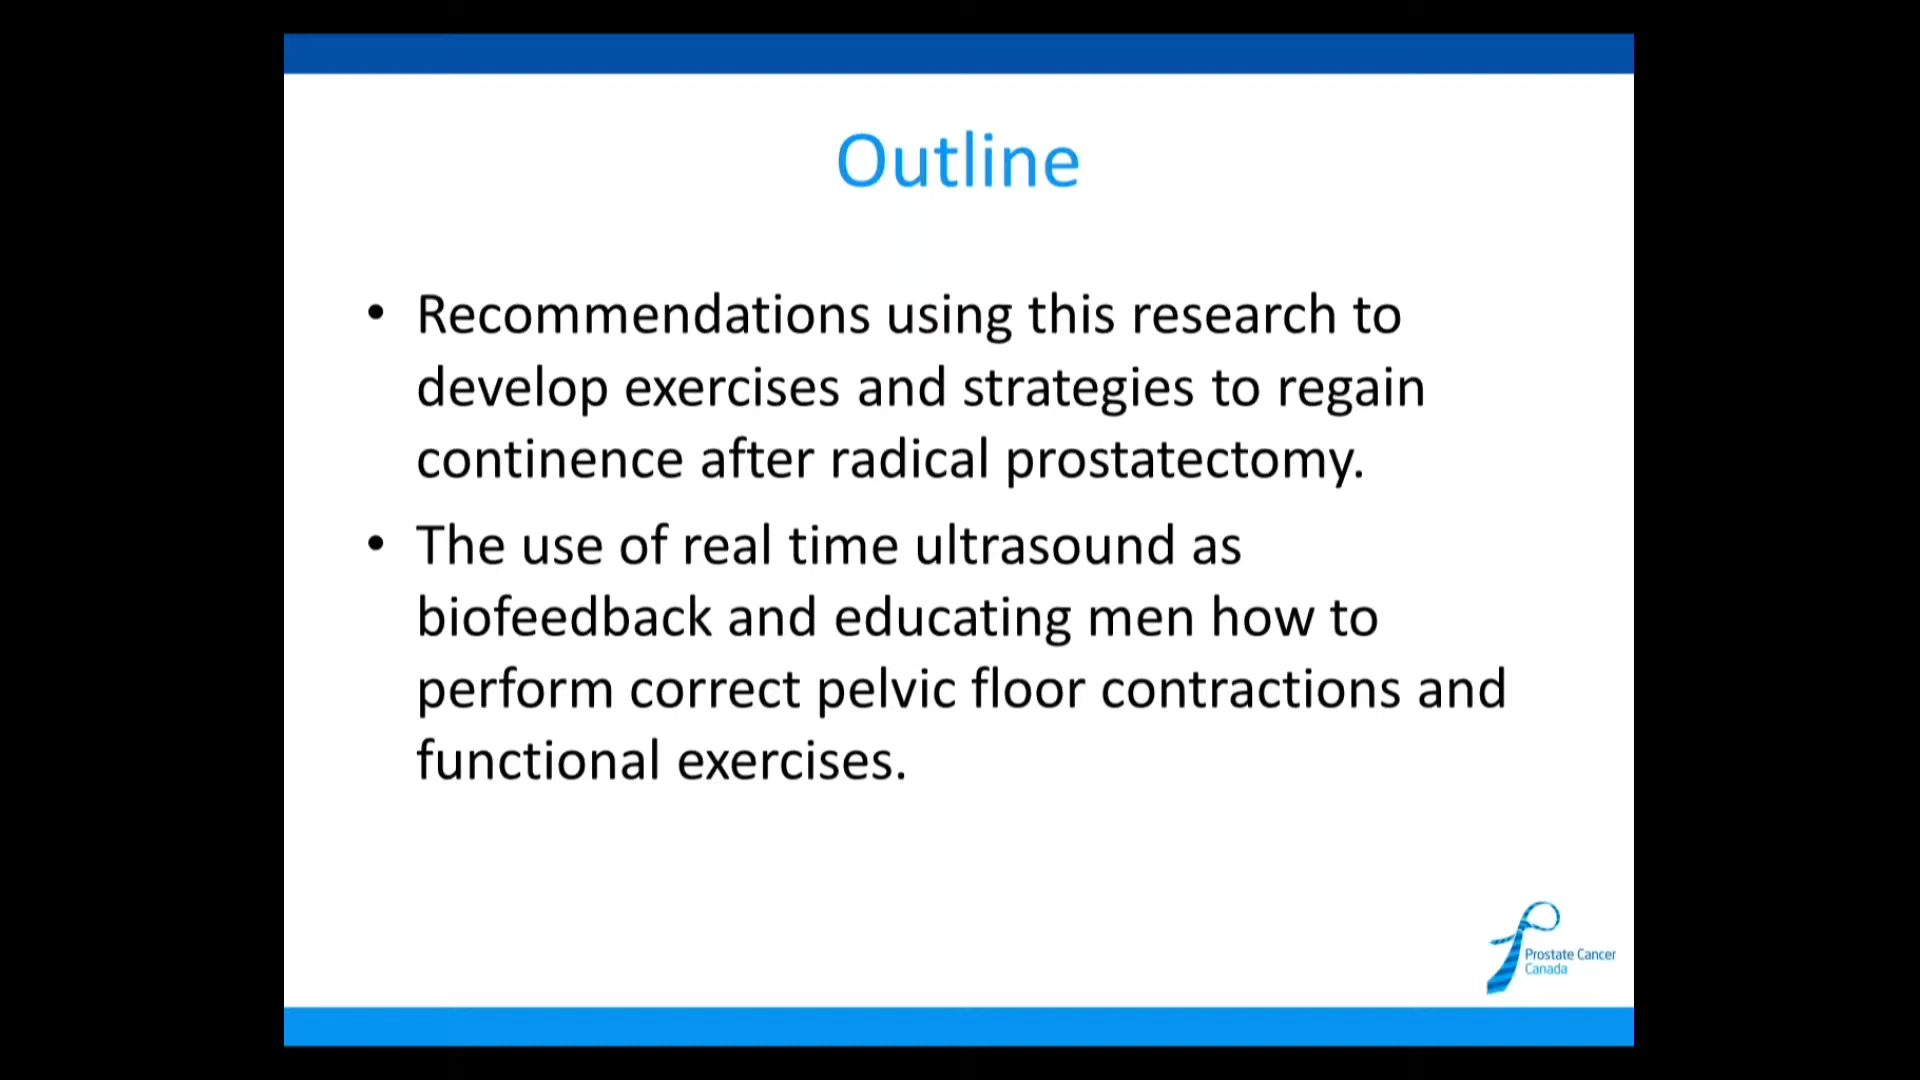 Outline
• Recommendations using this research to
develop exercises and strategies to regain
continence after radical prostatectomy.
• The use of real time ultrasound as
biofeedback and educating men how to
perform correct pelvic floor contractions and
functional exercises.
Prostate Cancer
Canada